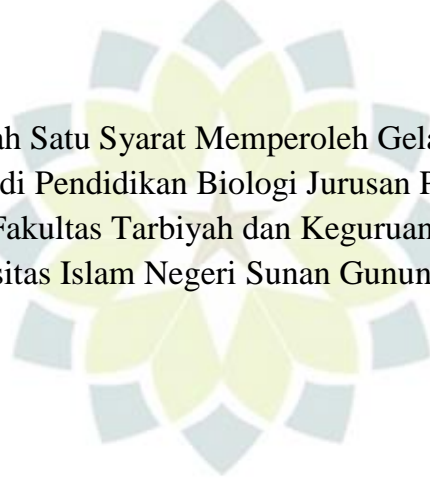 ah Satu Syarat Memperoleh Gela
di Pendidikan Biologi Jurusan P
Fakultas Tarbiyah dan Keguruan
sitas Islam Negeri Sunan Gunun